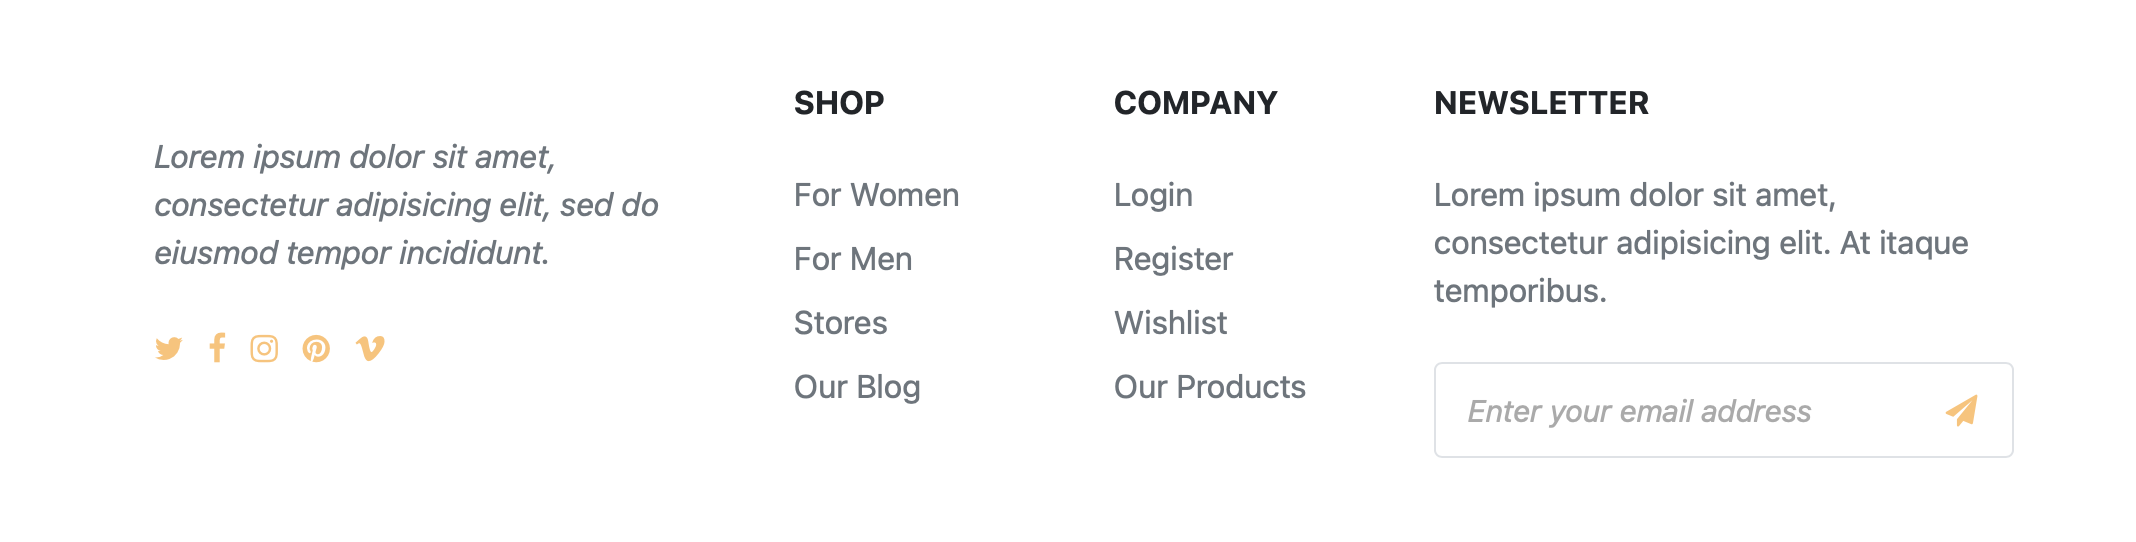 Lorem ipsum dolor sit amet,
consectetur adipisicing elit, sed do
eiusmod tempor incididunt.
SHOP
For Women
For Men
Stores
Our Blog
COMPANY
Login
Register
Wishlist
Our Products
NEWSLETTER
Lorem ipsum dolor sit amet,
consectetur adipisicing elit. At itaque
temporibus.
Enter your email address